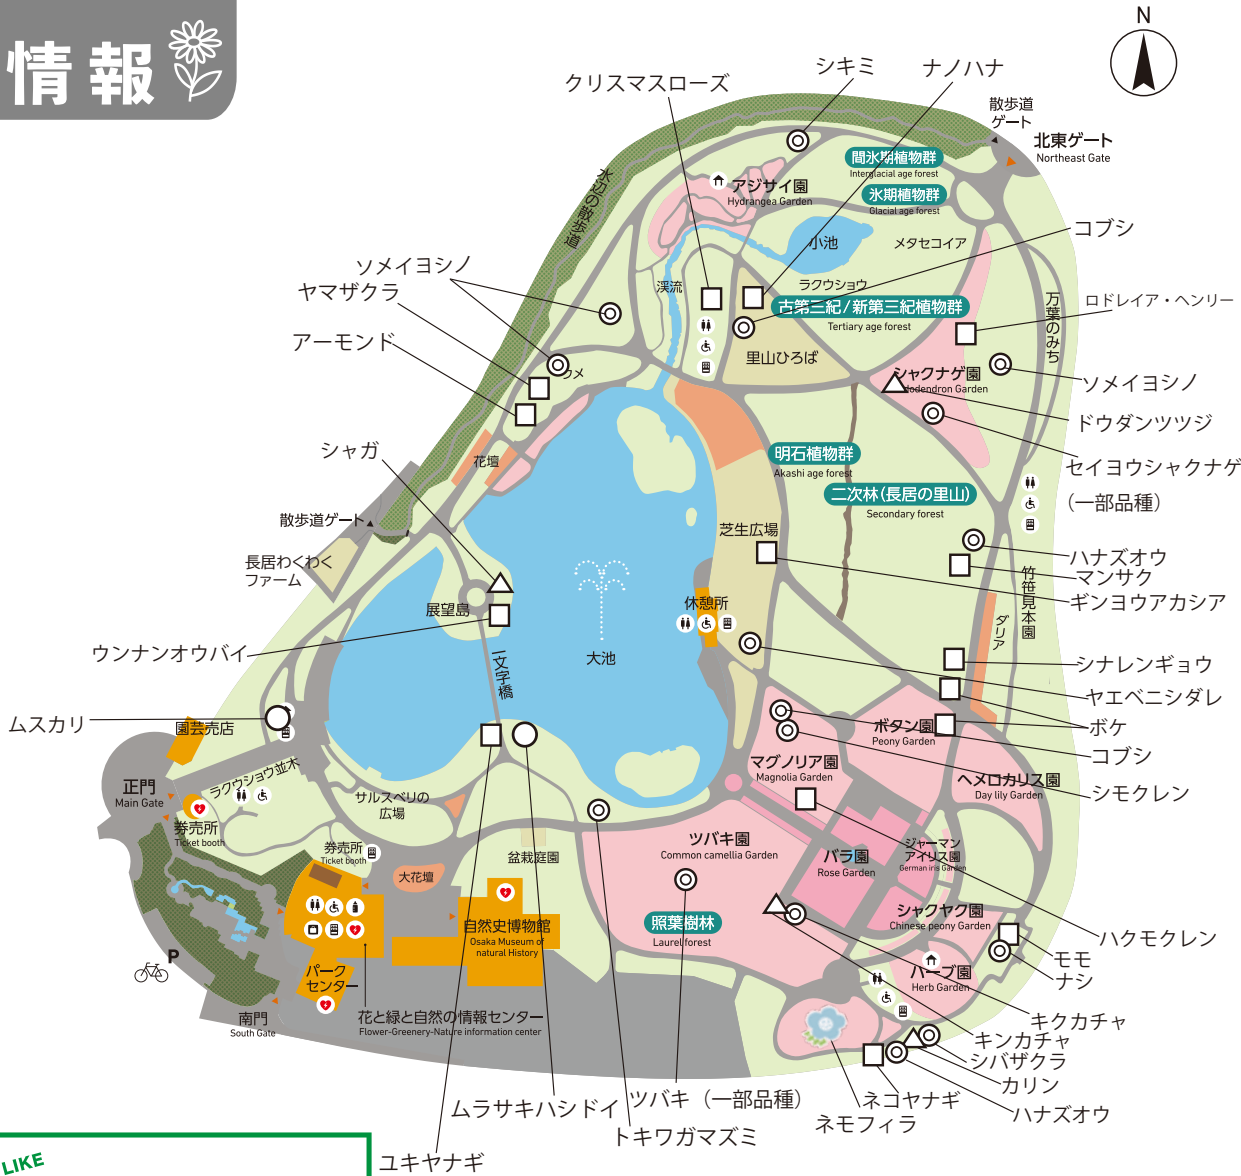 情報
N
クリスマスローズ
シキミ
ナノハナ
散歩道
ゲート
北東ゲート
Northeast Gate
間氷期植物群
Interglacial age forest
氷期植物群
Glacial age forest
アジサイ園
Hydrangea Garden
水辺の散歩道
コブシ
小池
メタセコイア
ソメイヨシノ
ヤマザクラ
渓流
ラクウショウ
古第三紀/新第三紀植物群
Tertiary age forest
万葉のみち
ロドレイア・ヘンリー
アーモンド
里山ひろば
ウメ
シャクナゲ園
odendron Garden
ソメイヨシノ
ドウダンツツジ
シャガ
花壇
明石植物群
Akashi age forest
セイヨウシャクナゲ
(一部品種)
二次林(長居の里山)
Secondary forest
散歩道ゲート
芝生広場
長居わくわく
ファーム
ハナズオウ
マンサク
ギンヨウアカシア
竹笹見本園
展望島
休憩所
ダリア
ウンナンオウバイ
一文字橋
大池
シナレンギョウ
ヤエベニシダレ
ムスカリ
園芸売店
ボタン園
Peony Garden
ボケ
コブシ
正門
Main Gate
ラクウショウ並木
マグノリア園
Magnolia Garden
ヘメロカリス園
Day lily Garden
シモクレン
サルスベリの
広場
券売所
Ticket booth
券売所
Ticket booth
盆栽庭園
ツバキ園
Common camellia Garden
バラ園
Rose Garden
ジャーマン
アイリス園
German iris Garden
大花壇
自然史博物館
Osaka Museum of
natural History
照葉樹林
Laurel forest
シャクヤク園
Chinese peony Garden
ハクモクレン
P
パーク
センター
ハーブ園
Herb Garden
モモ
ナシ
南門
South Gate
花と緑と自然の情報センター
Flower-Greenery-Nature information center
キクカチャ
キンカチャ
シバザクラ
カリン
ムラサキハシドイ
ツバキ(一部品種)
ネコヤナギ
ハナズオウ
ネモフィラ
トキワガマズミ
ユキヤナギ
LIKE